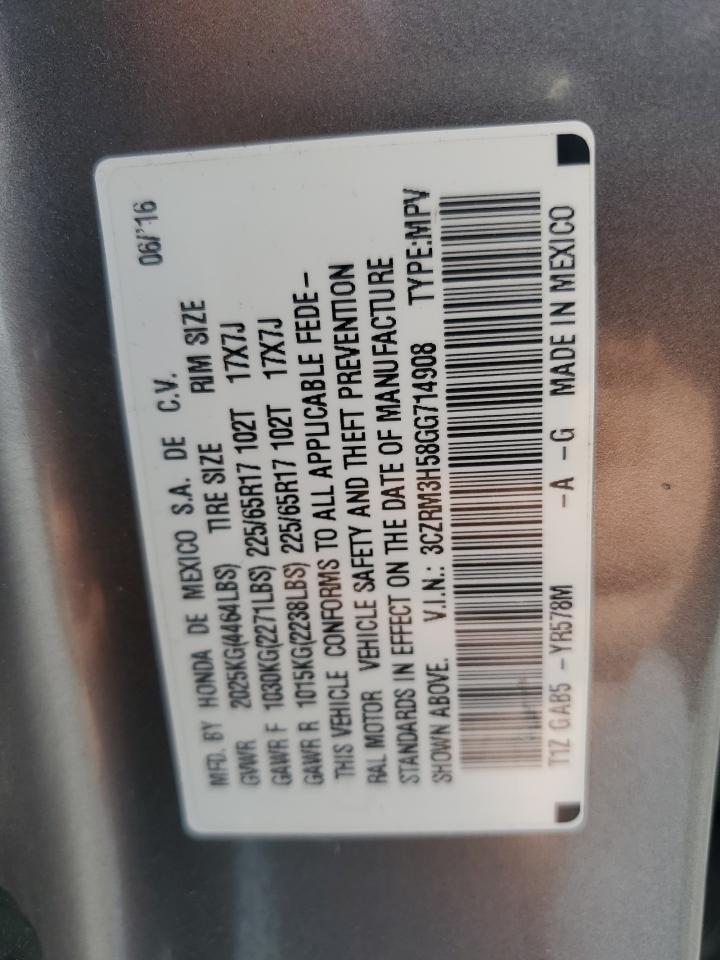 MFD. BY HONDA DE MEXICO S.A. DE C.V. 06/'16
GVWR 2025KG(4464LBS) TIRE SIZE RIM SIZE
GAWR F 1030KG(2271LBS) 225/65R17 102T 17X7J
GAWR R 1015KG(2238LBS) 225/65R17 102T 17X7J
THIS VEHICLE CONFORMS TO ALL APPLICABLE FEDE-
RAL MOTOR VEHICLE SAFETY AND THEFT PREVENTION
STANDARDS IN EFFECT ON THE DATE OF MANUFACTURE
SHOWN ABOVE. V.I.N.: 3CZRM3H58GG714908 TYPE:MPV
T1Z GAB5 -YR578M -A -G MADE IN MEXICO